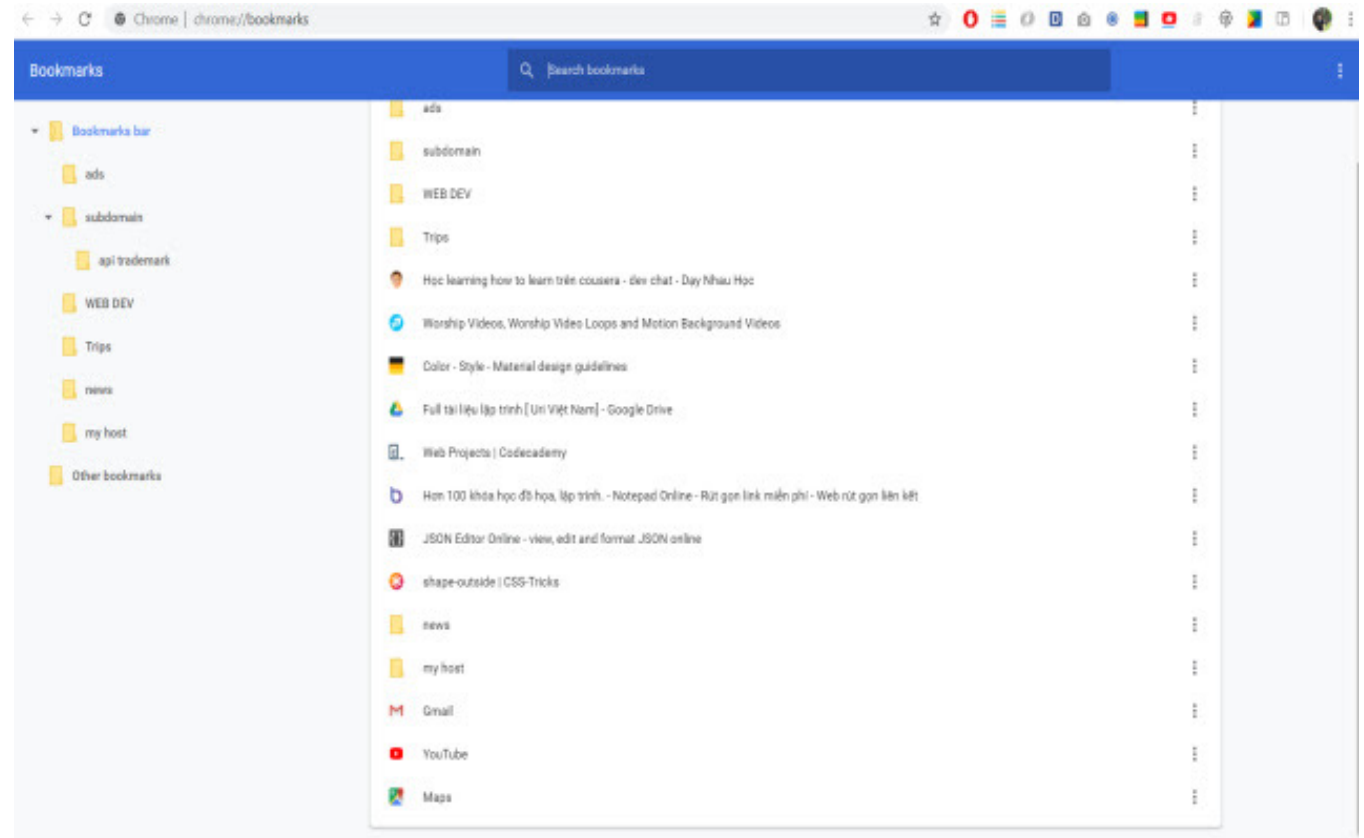 Chrome | chrome://bookmarks
Bookmarks
Search bookmarks
Bookmarks bar
ads
subdomain
api trademark
WEB DEV
Trips
news
my host
Other bookmarks
ads
subdomain
WEB DEV
Trips
Học learning how to learn trên cousera - dev chat - Dạy Nhau Học
Worship Videos, Worship Video Loops and Motion Background Videos
Color - Style - Material design guidelines
Full tài liệu lập trình [ Uri Việt Nam] - Google Drive
Web Projects | Codecademy
Hơn 100 khóa học đồ họa, lập trình. - Notepad Online - Rút gọn link miễn phí - Web rút gọn liên kết
JSON Editor Online - view, edit and format JSON online
shape-outside | CSS-Tricks
news
my host
Gmail
YouTube
Maps